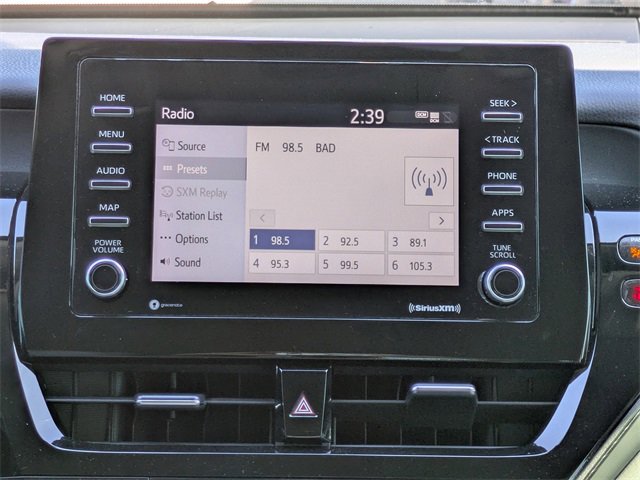 HOME
MENU
AUDIO
MAP
POWER
VOLUME
Radio
2:39
DCM
Source
Presets
SXM Replay
Station List
Options
Sound
FM 98.5 BAD
1 98.5
2 92.5
3 89.1
4 95.3
5 99.5
6 105.3
SEEK >
< TRACK
PHONE
APPS
TUNE
SCROLL
gracenote
SiriusXM